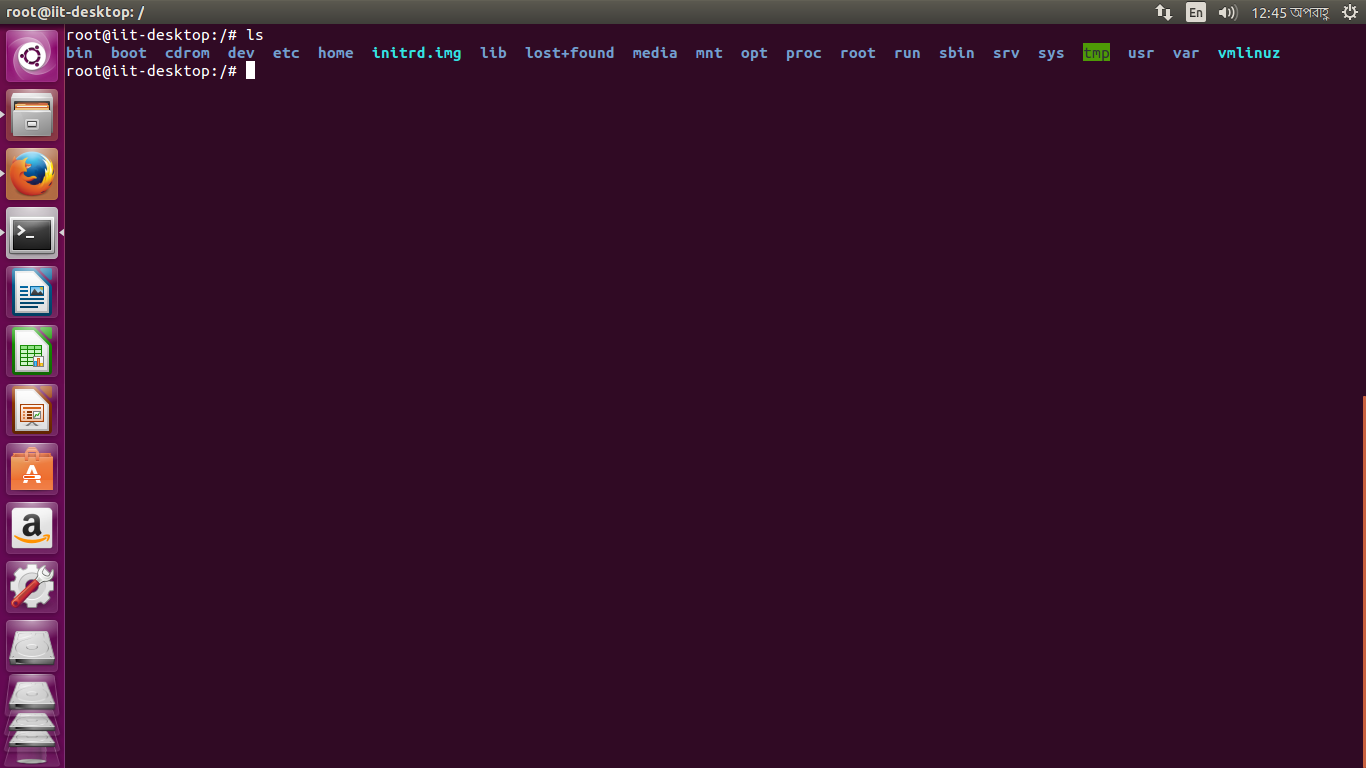 root@iit-desktop: /
En 12:45 অপরাহ্ণ
root@iit-desktop:/# ls
bin boot cdrom dev etc home initrd.img lib lost+found media mnt opt proc root run sbin srv sys tmp usr var vmlinuz
root@iit-desktop:/#